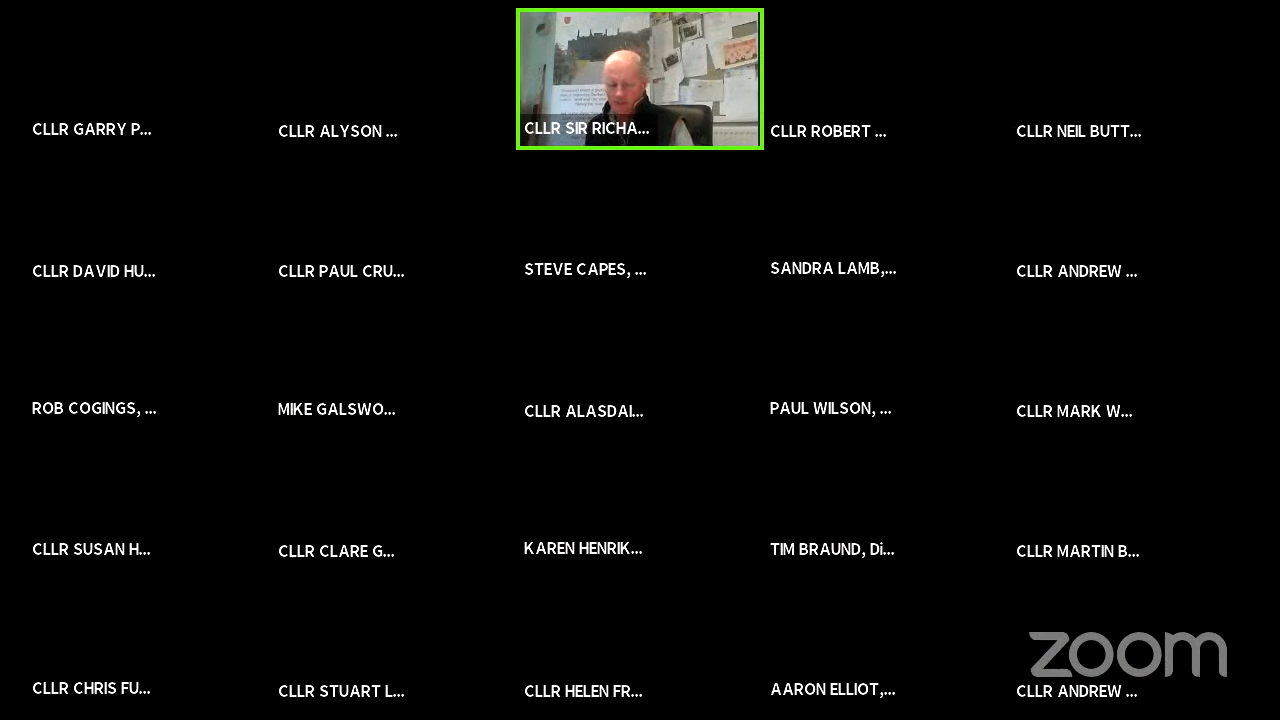 CLLR GARRY P...
CLLR ALYSON ...
CLLR SIR RICHA...
CLLR ROBERT ...
CLLR NEIL BUTT...
CLLR DAVID HU...
CLLR PAUL CRU...
STEVE CAPES, ...
SANDRA LAMB,...
CLLR ANDREW ...
ROB COGINGS, ...
MIKE GALSWO...
CLLR ALASDAI...
PAUL WILSON, ...
CLLR MARK W...
CLLR SUSAN H...
CLLR CLARE G...
KAREN HENRIK...
TIM BRAUND, Di...
CLLR MARTIN B...
zoom
CLLR CHRIS FU...
CLLR STUART L...
CLLR HELEN FR...
AARON ELLIOT,...
CLLR ANDREW ...